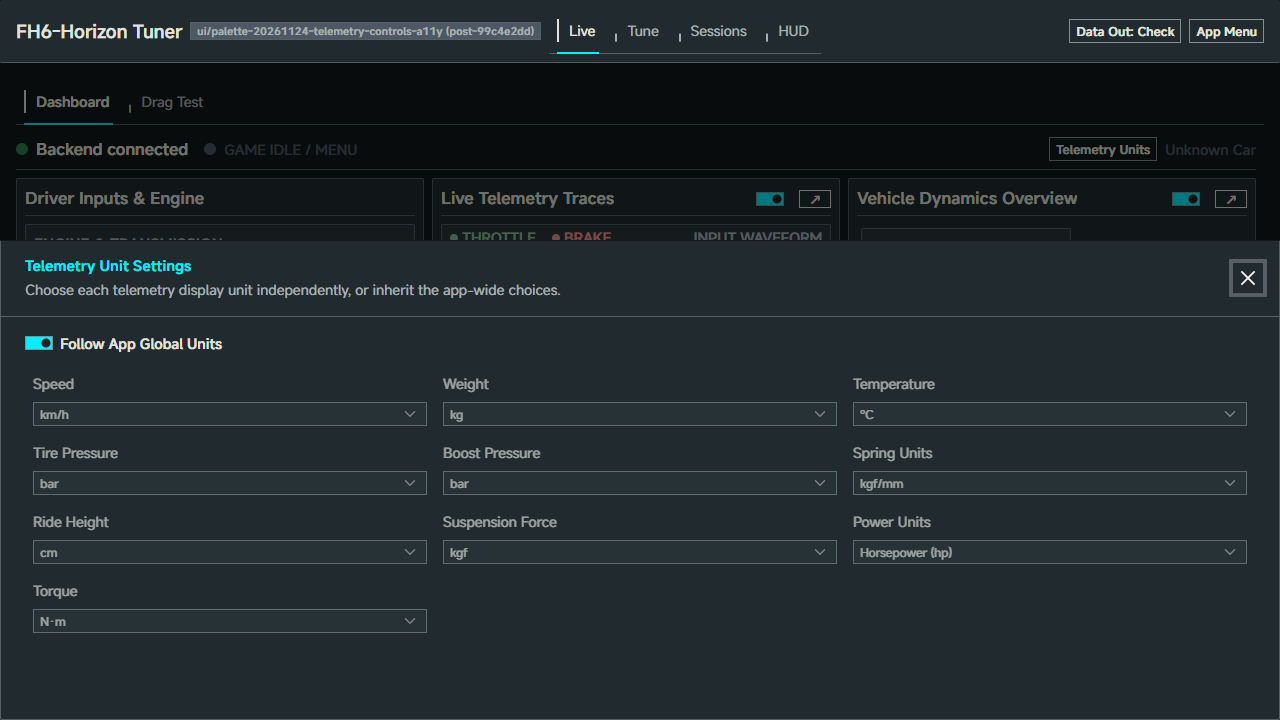 FH6-Horizon Tuner
ui/palette-20261124-telemetry-controls-a11y (post-99c4e2dd)
Live
Tune
Sessions
HUD
Data Out: Check
App Menu
Dashboard
Drag Test
Backend connected
GAME IDLE / MENU
Telemetry Units
Unknown Car
Driver Inputs & Engine
Live Telemetry Traces
Vehicle Dynamics Overview
ENGINE & TRANSMISSION
THROTTLE
BRAKE
INPUT WAVEFORM
Telemetry Unit Settings
Choose each telemetry display unit independently, or inherit the app-wide choices.
Follow App Global Units
Speed
Weight
Temperature
km/h
kg
°C
Tire Pressure
Boost Pressure
Spring Units
bar
bar
kgf/mm
Ride Height
Suspension Force
Power Units
cm
kgf
Horsepower (hp)
Torque
N·m